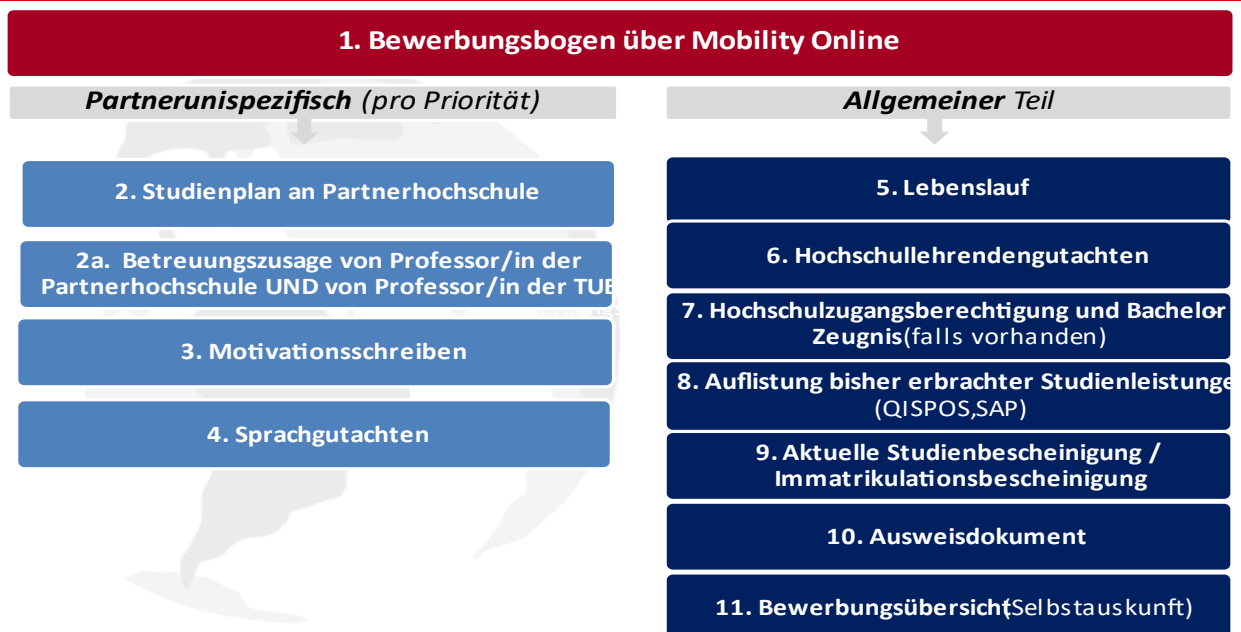 1. Bewerbungsbogen über Mobility Online
Partnerunispezifisch (pro Priorität)
2. Studienplan an Partnerhochschule
2a. Betreuungszusage von Professor/in der
Partnerhochschule UND von Professor/in der TUB
3. Motivationsschreiben
4. Sprachgutachten
Allgemeiner Teil
5. Lebenslauf
6. Hochschullehrendengutachten
7. Hochschulzugangsberechtigung und Bachelor-
Zeugnis(falls vorhanden)
8. Auflistung bisher erbrachter Studienleistunge
(QISPOS,SAP)
9. Aktuelle Studienbescheinigung /
Immatrikulationsbescheinigung
10. Ausweisdokument
11. Bewerbungsübersicht(Selbstauskunft)